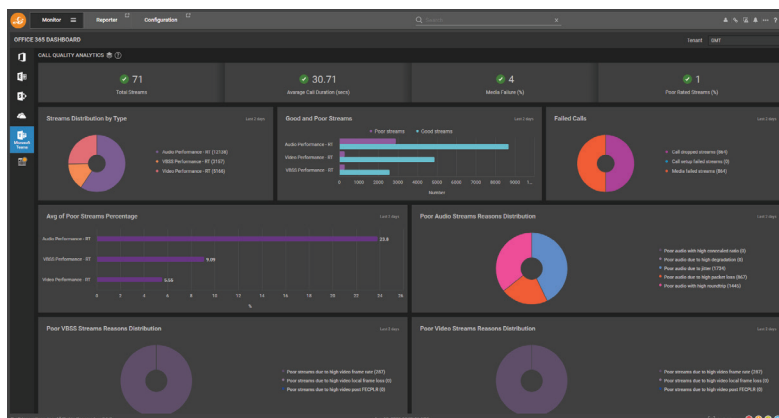 Monitor
Reporter
Configuration
Search
OFFICE 365 DASHBOARD
Tenant GMT
CALL QUALITY ANALYTICS
71
Total Streams
30.71
Average Call Duration (secs)
4
Media Failure (%)
1
Poor Rated Streams (%)
Microsoft Teams
Streams Distribution by Type
Last 2 days
Audio Performance - RT (12128)
VBSS Performance - RT (3157)
Video Performance - RT (5166)
Good and Poor Streams
Last 2 days
Poor streams
Good streams
Audio Performance - RT
Video Performance - RT
VBSS Performance - RT
0 1000 2000 3000 4000 5000 6000 7000 8000 9000 1...
Number
Failed Calls
Last 2 days
Call dropped streams (864)
Call setup failed streams (0)
Media failed streams (864)
Avg of Poor Streams Percentage
Last 2 days
Audio Performance - RT
23.8
VBSS Performance - RT
9.09
Video Performance - RT
5.55
0 2 4 6 8 10 12 14 16 18 20 22 24 26
%
Poor Audio Streams Reasons Distribution
Last 2 days
Poor audio with high concealed ratio (0)
Poor audio due to high degradation (0)
Poor audio due to jitter (1724)
Poor audio due to high packet loss (667)
Poor audio with high roundtrip (1446)
Poor VBSS Streams Reasons Distribution
Last 2 days
Poor streams due to high video frame rate (287)
Poor streams due to high video local frame loss (0)
Poor streams due to high video post FECPLR (0)
Poor Video Streams Reasons Distribution
Last 2 days
Poor streams due to high video frame rate (287)
Poor streams due to high video local frame loss (0)
Poor streams due to high video post FECPLR (0)